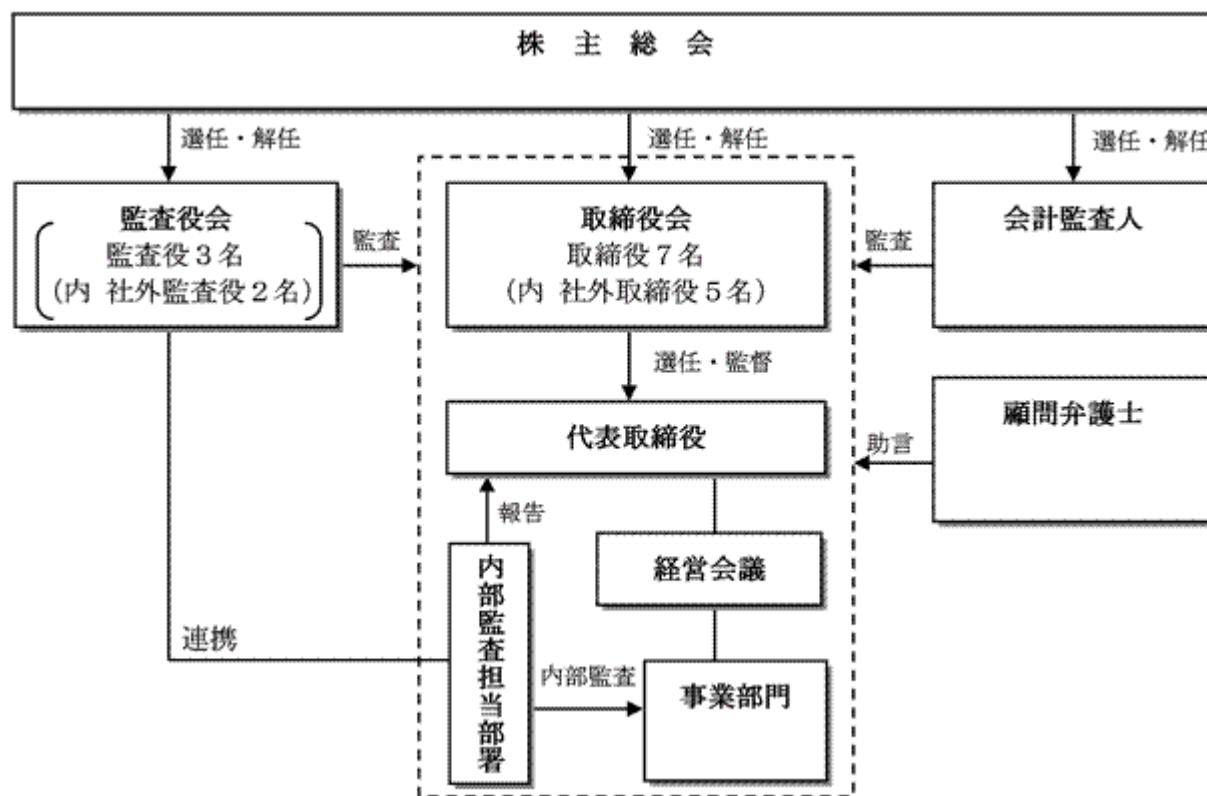 株 主 総 会
選任・解任
選任・解任
選任・解任
監査役会
監査役３名
(内 社外監査役２名)
監査
取締役会
取締役７名
(内 社外取締役５名)
監査
会計監査人
選任・監督
代表取締役
助言
顧問弁護士
報告
経営会議
内部監査担当部署
連携
内部監査
事業部門